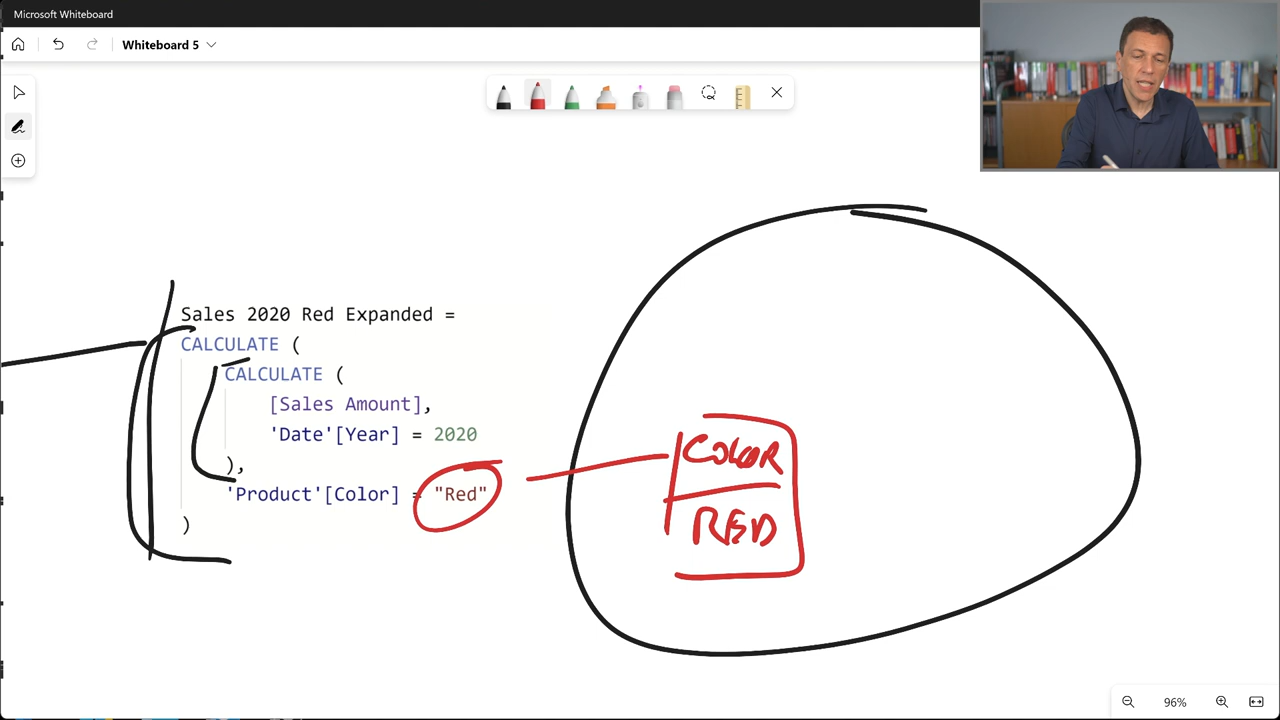 Microsoft Whiteboard
Whiteboard 5
Sales 2020 Red Expanded =
CALCULATE (
CALCULATE (
[Sales Amount],
'Date'[Year] = 2020
),
'Product'[Color] = "Red"
)
COLOR
RED
96%